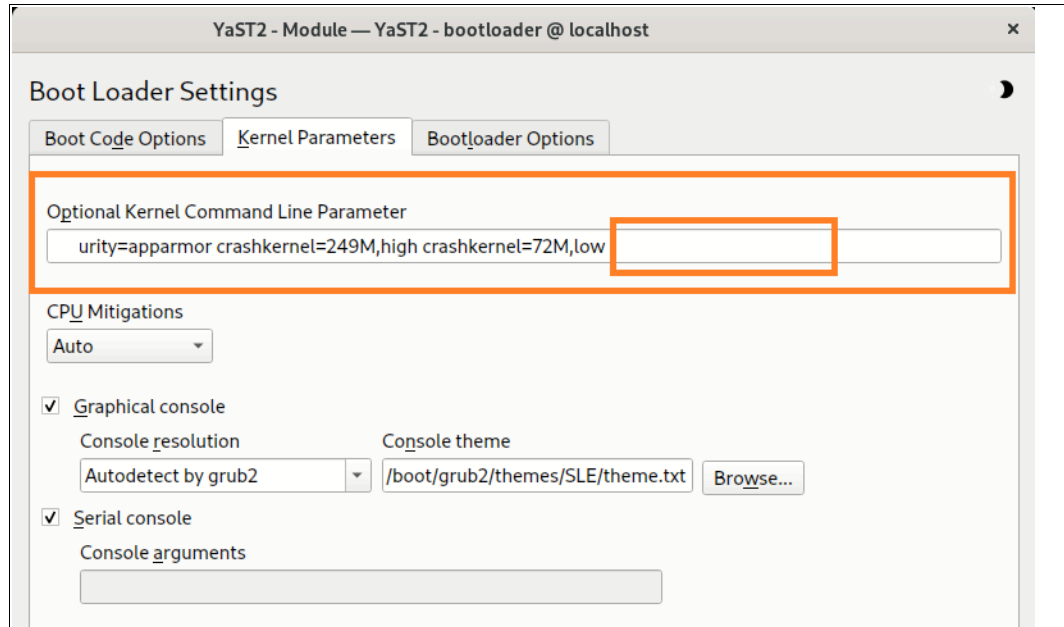 YaST2 - Module — YaST2 - bootloader @ localhost ×
Boot Loader Settings
Boot Code Options Kernel Parameters Bootloader Options
Optional Kernel Command Line Parameter
urity=apparmor crashkernel=249M,high crashkernel=72M,low
CPU Mitigations
Auto
Graphical console
Console resolution Console theme
Autodetect by grub2 /boot/grub2/themes/SLE/theme.txt Browse...
Serial console
Console arguments